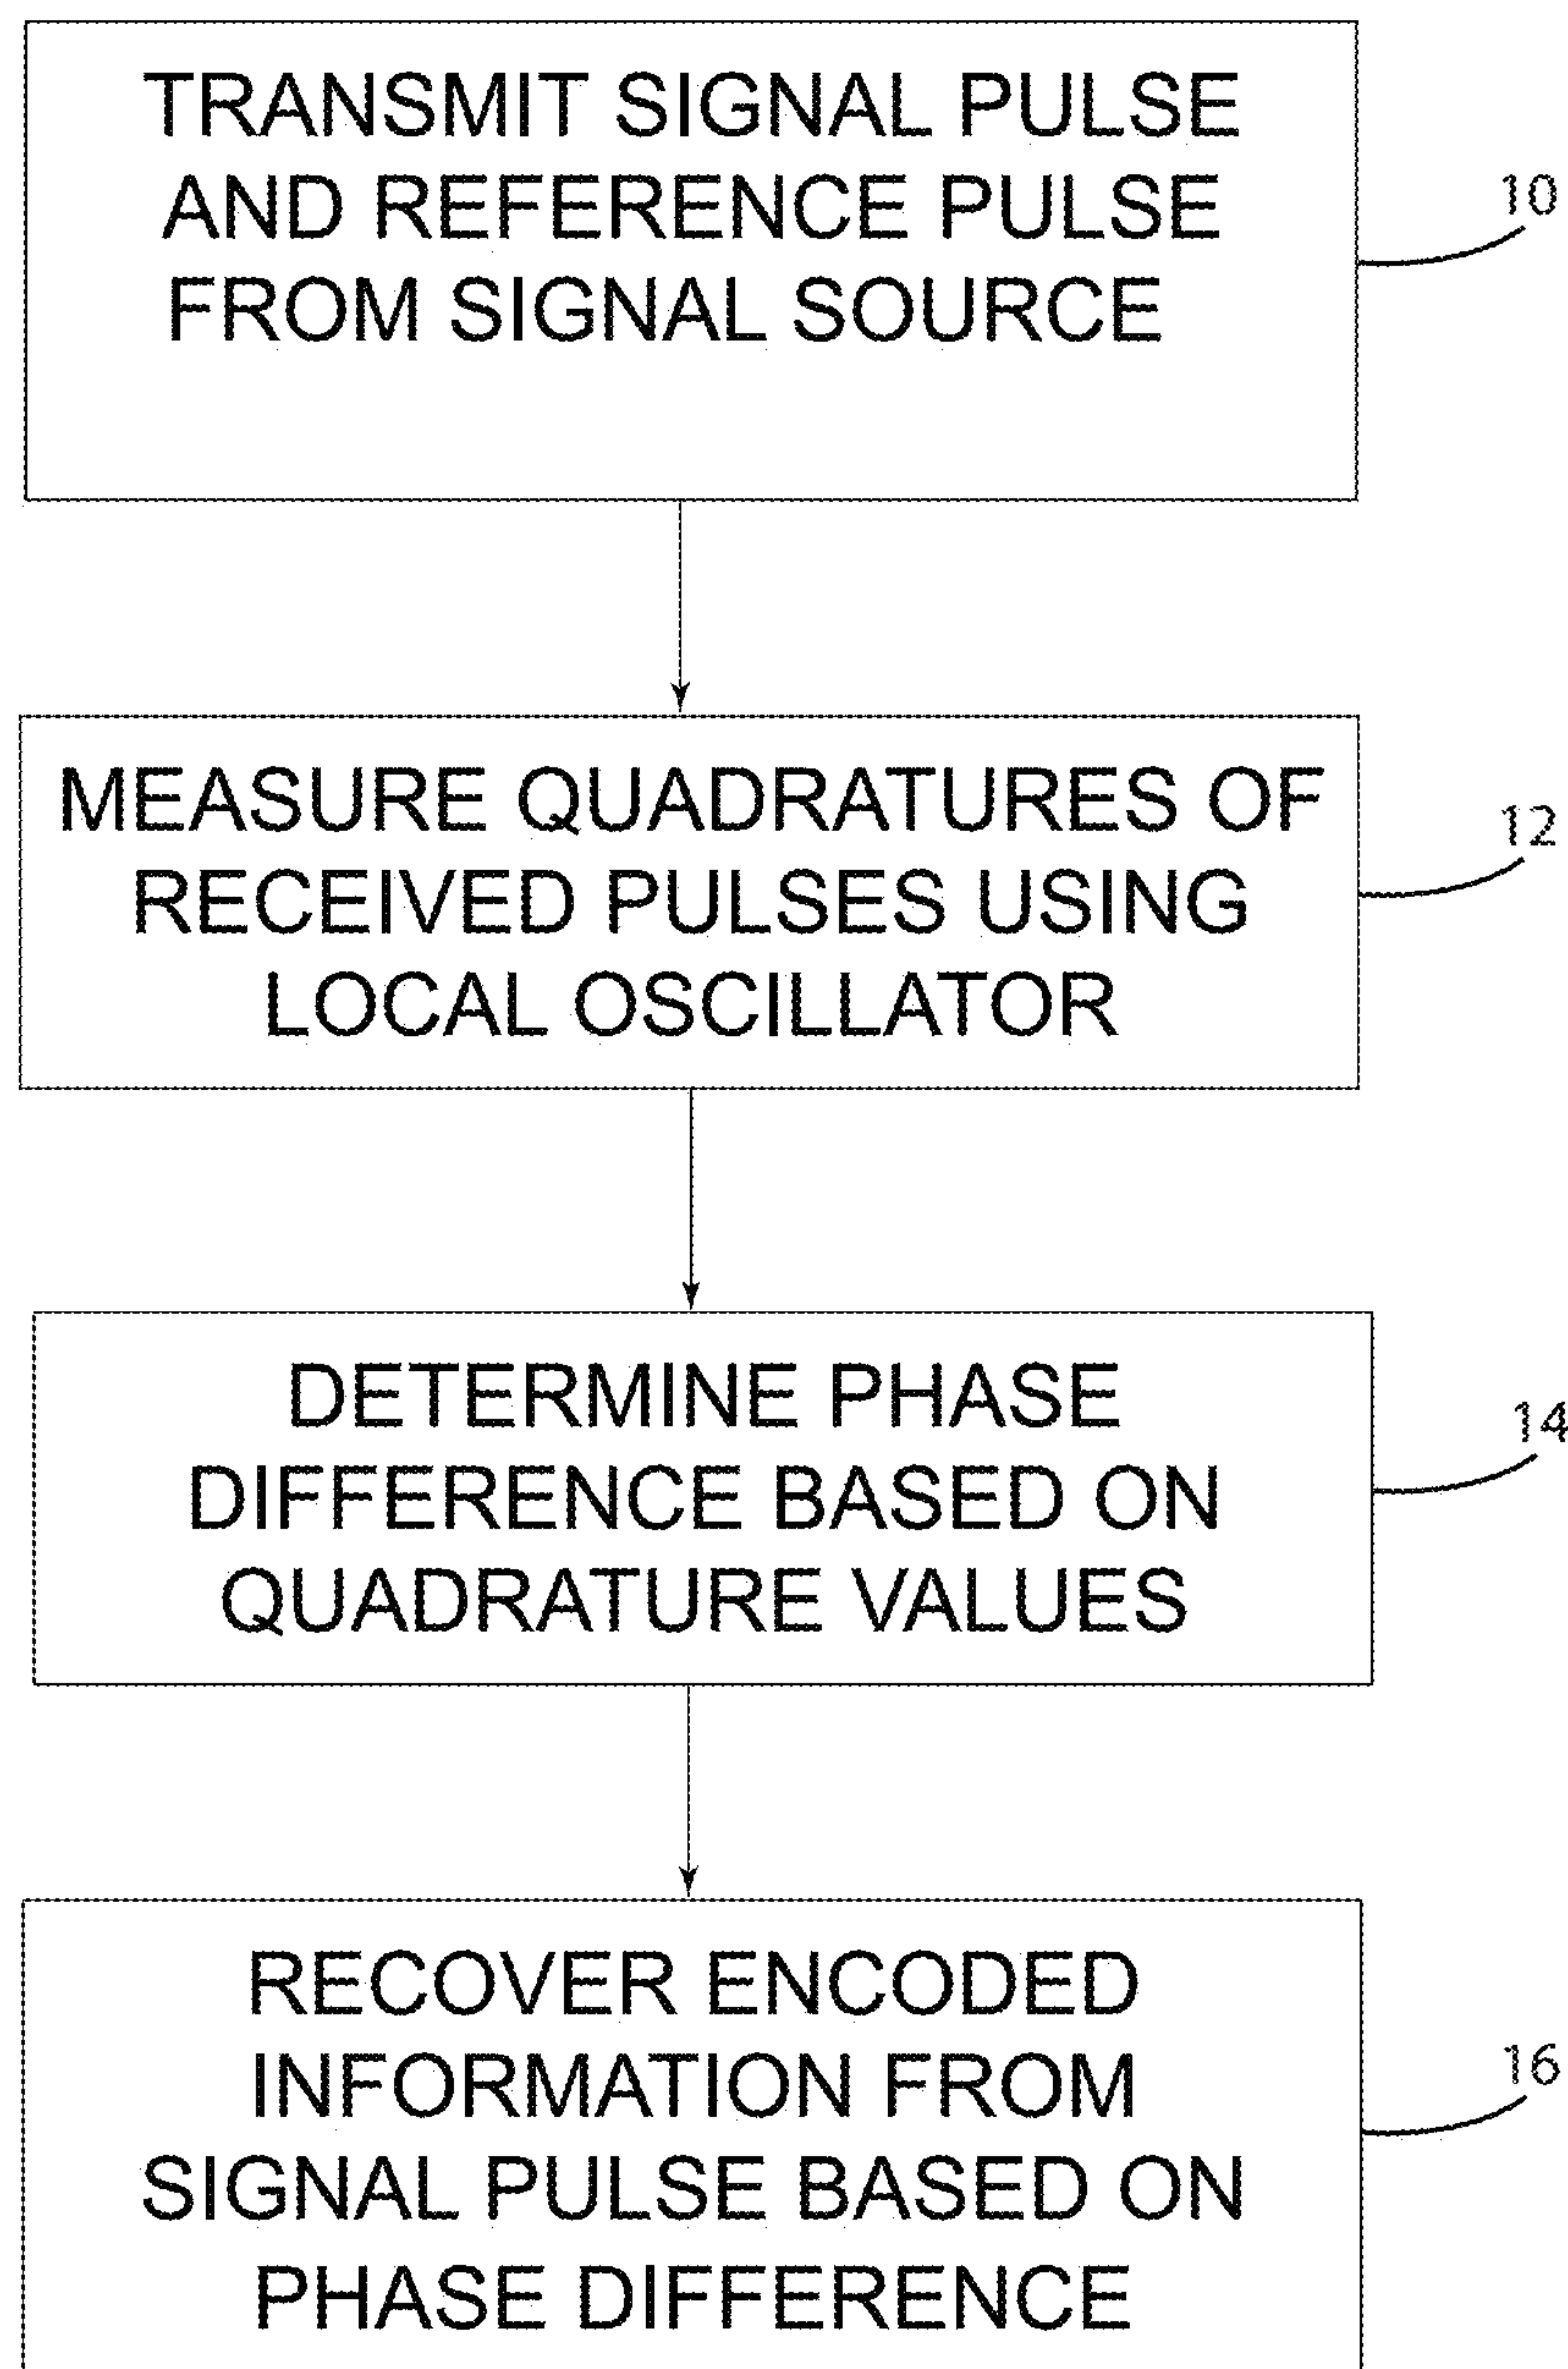 TRANSMIT SIGNAL PULSE
AND REFERENCE PULSE
FROM SIGNAL SOURCE
10
MEASURE QUADRATURES OF
RECEIVED PULSES USING
LOCAL OSCILLATOR
12
DETERMINE PHASE
DIFFERENCE BASED ON
QUADRATURE VALUES
14
RECOVER ENCODED
INFORMATION FROM
SIGNAL PULSE BASED ON
PHASE DIFFERENCE
16